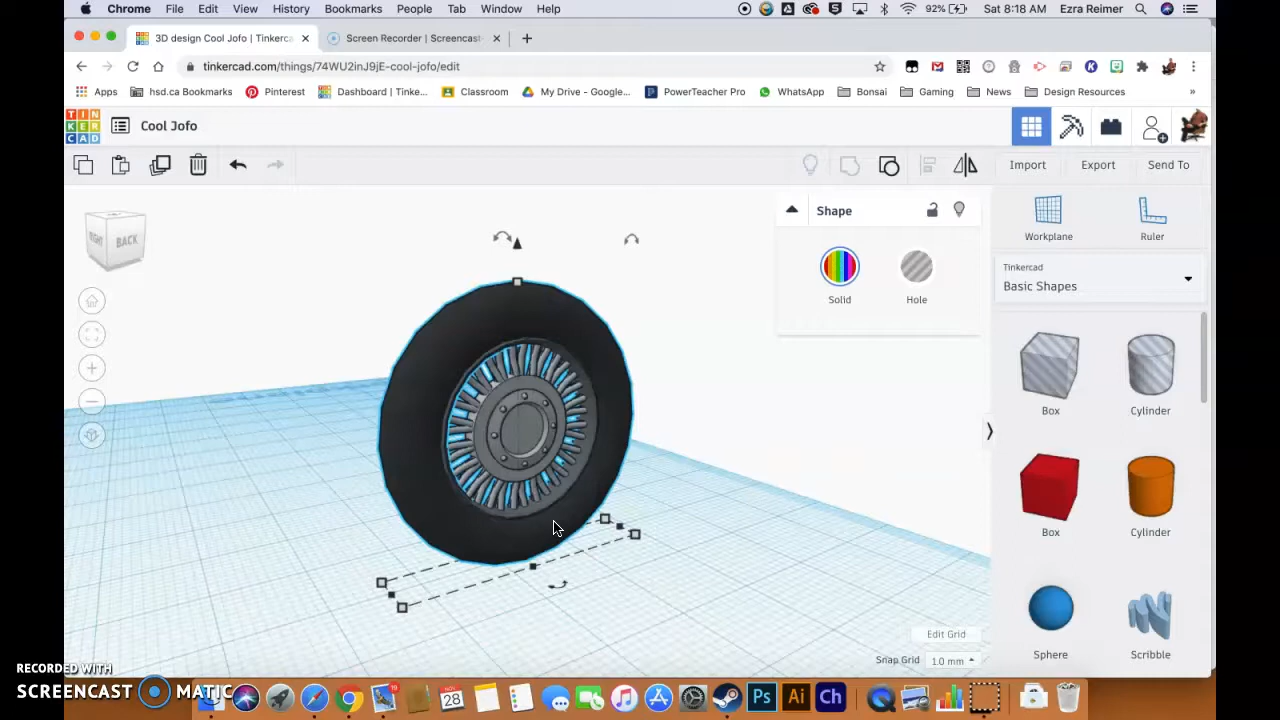 Chrome File Edit View History Bookmarks People Tab Window Help 92% Sat 8:18 AM Ezra Reimer
3D design Cool Jofo | Tinkerca Screen Recorder | Screencast-
tinkercad.com/things/74WU2inJ9jE-cool-jofo/edit
Apps hsd.ca Bookmarks Pinterest Dashboard | Tinke... Classroom My Drive - Google... PowerTeacher Pro WhatsApp Bonsai Gaming News Design Resources »
TIN
KER
CAD
Cool Jofo
Import Export Send To
Shape
Solid Hole
RIGHT BACK
Workplane Ruler
Tinkercad
Basic Shapes
Box Cylinder
Box Cylinder
Sphere Scribble
Edit Grid
Snap Grid 1.0 mm
RECORDED WITH
SCREENCAST MATIC
NOV
28
Ps Ai Ch